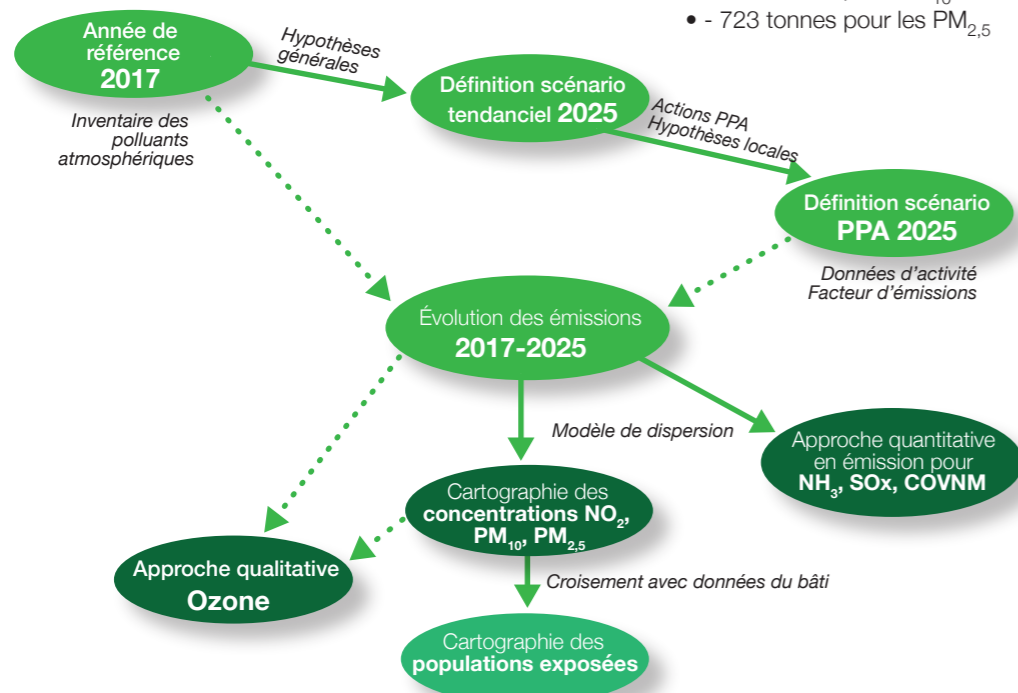 10
• - 723 tonnes pour les PM2,5
Année de
référence
2017
Hypothèses
générales
Inventaire des
polluants
atmosphériques
Définition scénario
tendanciel 2025
Actions PPA
Hypothèses locales
Définition scénario
PPA 2025
Données d’activité
Facteur d’émissions
Évolution des émissions
2017-2025
Modèle de dispersion
Approche quantitative
en émission pour
NH3, SOx, COVNM
Cartographie des
concentrations NO2,
PM10, PM2,5
Approche qualitative
Ozone
Croisement avec données du bâti
Cartographie des
populations exposées